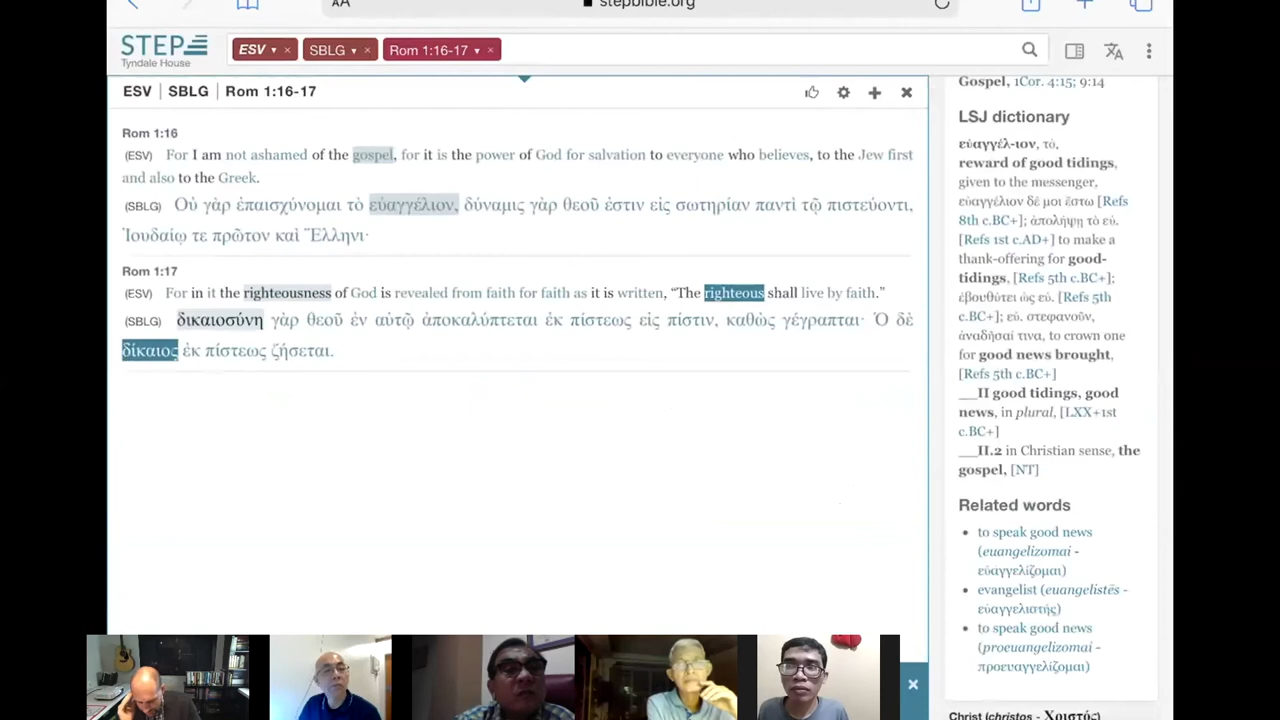 AA
stepbible.org
STEP
Tyndale House
ESV ▾ × SBLG ▾ × Rom 1:16-17 ▾ ×
ESV | SBLG | Rom 1:16-17
Rom 1:16
(ESV) For I am not ashamed of the gospel, for it is the power of God for salvation to everyone who believes, to the Jew first
and also to the Greek.
(SBLG) Οὐ γὰρ ἐπαισχύνομαι τὸ εὐαγγέλιον, δύναμις γὰρ θεοῦ ἐστιν εἰς σωτηρίαν παντὶ τῷ πιστεύοντι,
Ἰουδαίῳ τε πρῶτον καὶ Ἕλληνι·
Rom 1:17
(ESV) For in it the righteousness of God is revealed from faith for faith as it is written, “The righteous shall live by faith.”
(SBLG) δικαιοσύνη γὰρ θεοῦ ἐν αὐτῷ ἀποκαλύπτεται ἐκ πίστεως εἰς πίστιν, καθὼς γέγραπται· Ὁ δὲ
δίκαιος ἐκ πίστεως ζήσεται.
Gospel, 1Cor. 4:15; 9:14
LSJ dictionary
εὐαγγέλ-ιον, τό,
reward of good tidings,
given to the messenger,
εὐαγγέλιον δέ μοι ἔστω [Refs
8th c.BC+]; ἀπολήψῃ τὸ εὐ.
[Refs 1st c.AD+] to make a
thank-offering for good-
tidings, [Refs 5th c.BC+];
ἐβουθύτει ὡς εὐ. [Refs 5th
c.BC+]; εὐ. στεφανοῦν,
ἀναδῆσαί τινα, to crown one
for good news brought,
[Refs 5th c.BC+]
__II good tidings, good
news, in plural, [LXX+1st
c.BC+]
__II.2 in Christian sense, the
gospel, [NT]
Related words
to speak good news
(euangelizomai -
εὐαγγελίζομαι)
evangelist (euangelistēs -
εὐαγγελιστής)
to speak good news
(proeuangelizomai -
προευαγγελίζομαι)
Christ (christos - Χριστός)